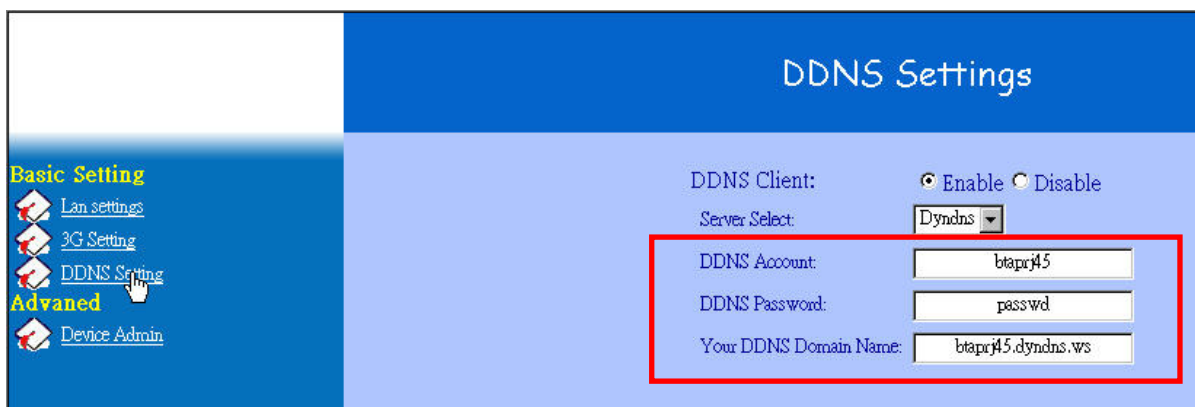 DDNS Settings
Basic Setting
Lan settings
3G Setting
DDNS Setting
Advaned
Device Admin
DDNS Client: Enable Disable
Server Select: Dyndns
DDNS Account: btaprj45
DDNS Password: passwd
Your DDNS Domain Name: btaprj45.dyndns.ws